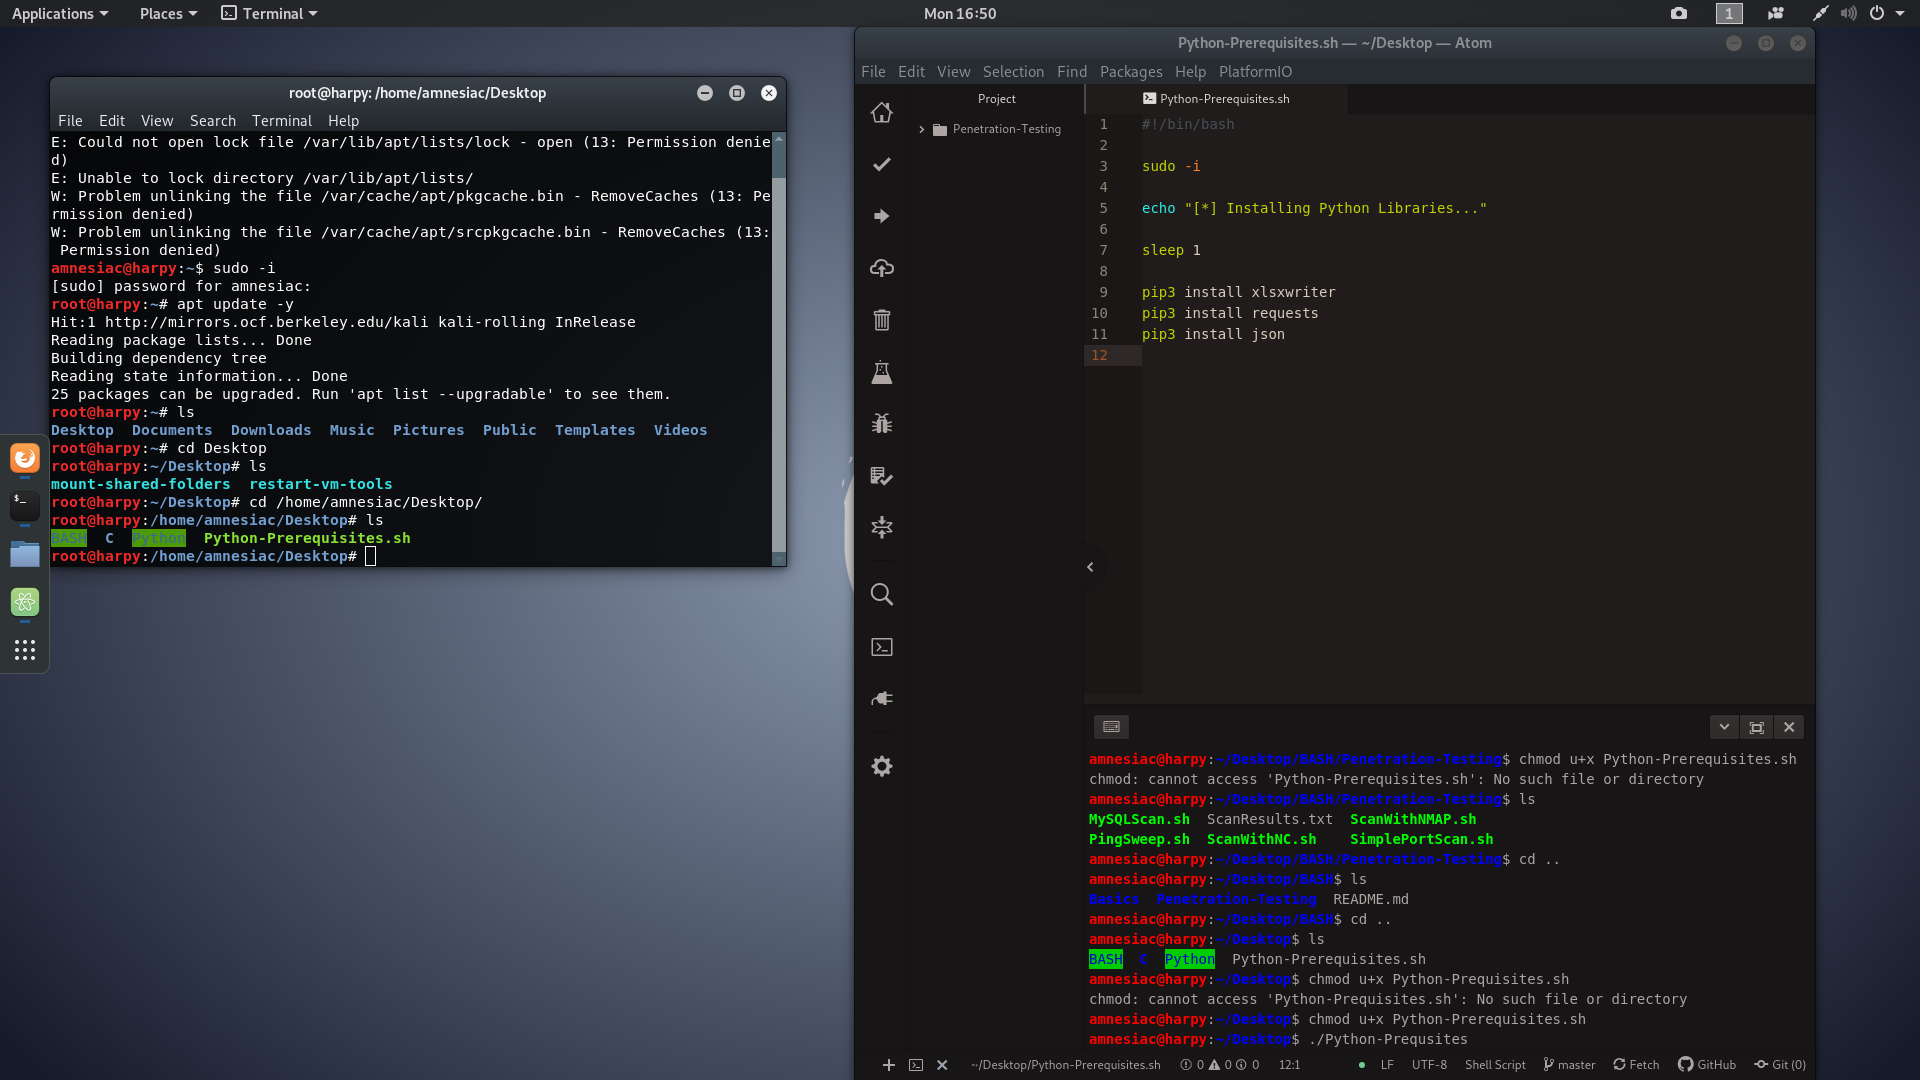 Applications Places Terminal Mon 16:50 1
root@harpy: /home/amnesiac/Desktop
File Edit View Search Terminal Help
E: Could not open lock file /var/lib/apt/lists/lock - open (13: Permission denie
d)
E: Unable to lock directory /var/lib/apt/lists/
W: Problem unlinking the file /var/cache/apt/pkgcache.bin - RemoveCaches (13: Pe
rmission denied)
W: Problem unlinking the file /var/cache/apt/srcpkgcache.bin - RemoveCaches (13:
 Permission denied)
amnesiac@harpy:~$ sudo -i
[sudo] password for amnesiac:
root@harpy:~# apt update -y
Hit:1 http://mirrors.ocf.berkeley.edu/kali kali-rolling InRelease
Reading package lists... Done
Building dependency tree
Reading state information... Done
25 packages can be upgraded. Run 'apt list --upgradable' to see them.
root@harpy:~# ls
Desktop  Documents  Downloads  Music  Pictures  Public  Templates  Videos
root@harpy:~# cd Desktop
root@harpy:~/Desktop# ls
mount-shared-folders  restart-vm-tools
root@harpy:~/Desktop# cd /home/amnesiac/Desktop/
root@harpy:/home/amnesiac/Desktop# ls
BASH  C  Python  Python-Prerequisites.sh
root@harpy:/home/amnesiac/Desktop#
Python-Prerequisites.sh — ~/Desktop — Atom
File Edit View Selection Find Packages Help PlatformIO
Project
Penetration-Testing
Python-Prerequisites.sh
1 #!/bin/bash
2
3 sudo -i
4
5 echo "[*] Installing Python Libraries..."
6
7 sleep 1
8
9 pip3 install xlsxwriter
10 pip3 install requests
11 pip3 install json
12
amnesiac@harpy:~/Desktop/BASH/Penetration-Testing$ chmod u+x Python-Prerequisites.sh
chmod: cannot access 'Python-Prerequisites.sh': No such file or directory
amnesiac@harpy:~/Desktop/BASH/Penetration-Testing$ ls
MySQLScan.sh  ScanResults.txt  ScanWithNMAP.sh
PingSweep.sh  ScanWithNC.sh    SimplePortScan.sh
amnesiac@harpy:~/Desktop/BASH/Penetration-Testing$ cd ..
amnesiac@harpy:~/Desktop/BASH$ ls
Basics  Penetration-Testing  README.md
amnesiac@harpy:~/Desktop/BASH$ cd ..
amnesiac@harpy:~/Desktop$ ls
BASH  C  Python  Python-Prerequisites.sh
amnesiac@harpy:~/Desktop$ chmod u+x Python-Prequisites.sh
chmod: cannot access 'Python-Prequisites.sh': No such file or directory
amnesiac@harpy:~/Desktop$ chmod u+x Python-Prerequisites.sh
amnesiac@harpy:~/Desktop$ ./Python-Prequsites
~/Desktop/Python-Prerequisites.sh 0 0 0 12:1 LF UTF-8 Shell Script master Fetch GitHub Git (0)